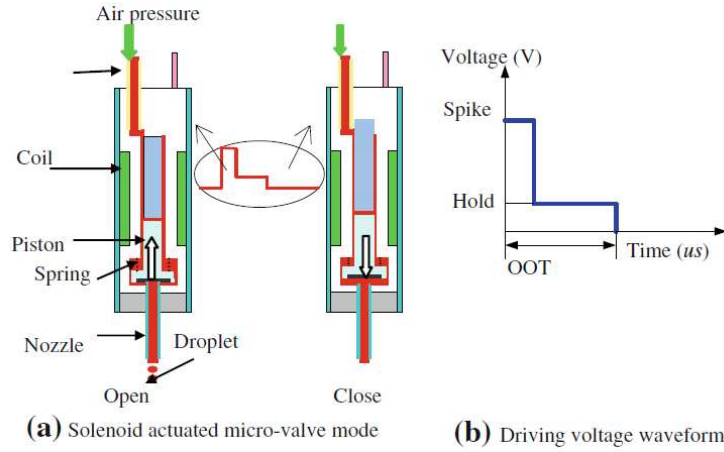 Air pressure
Coil
Piston
Spring
Nozzle
Droplet
Open
Close
(a) Solenoid actuated micro-valve mode
Voltage (V)
Spike
Hold
OOT
Time (us)
(b) Driving voltage waveform